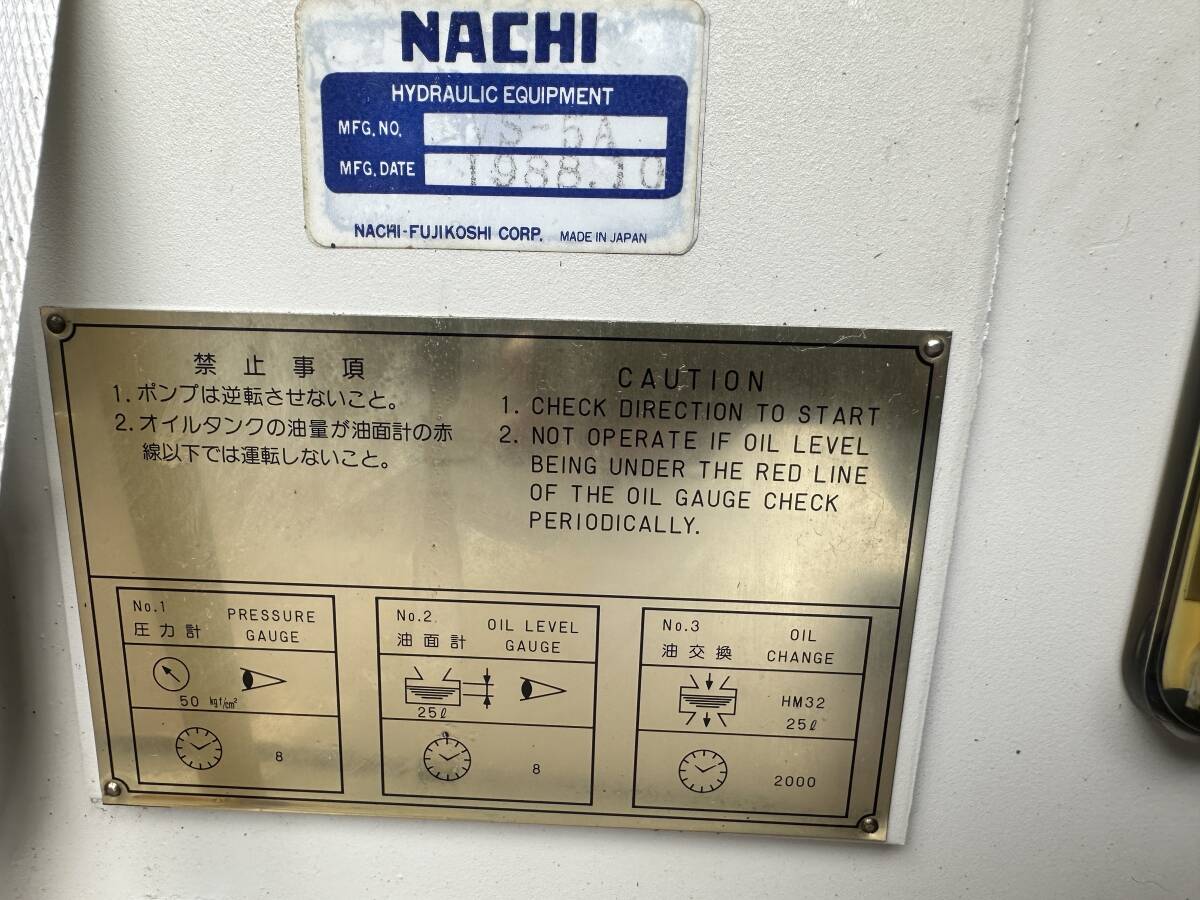 NACHI
HYDRAULIC EQUIPMENT
MFG. NO. VS-5A
MFG. DATE 1988.10
NACHI-FUJIKOSHI CORP. MADE IN JAPAN
禁止事項
1. ポンプは逆転させないこと。
2. オイルタンクの油量が油面計の赤
線以下では運転しないこと。
CAUTION
1. CHECK DIRECTION TO START
2. NOT OPERATE IF OIL LEVEL
BEING UNDER THE RED LINE
OF THE OIL GAUGE CHECK
PERIODICALLY.
No.1 PRESSURE
圧力計 GAUGE
50 kgf/cm²
8
No.2 OIL LEVEL
油面計 GAUGE
25ℓ
8
No.3 OIL
油交換 CHANGE
HM32
25ℓ
2000